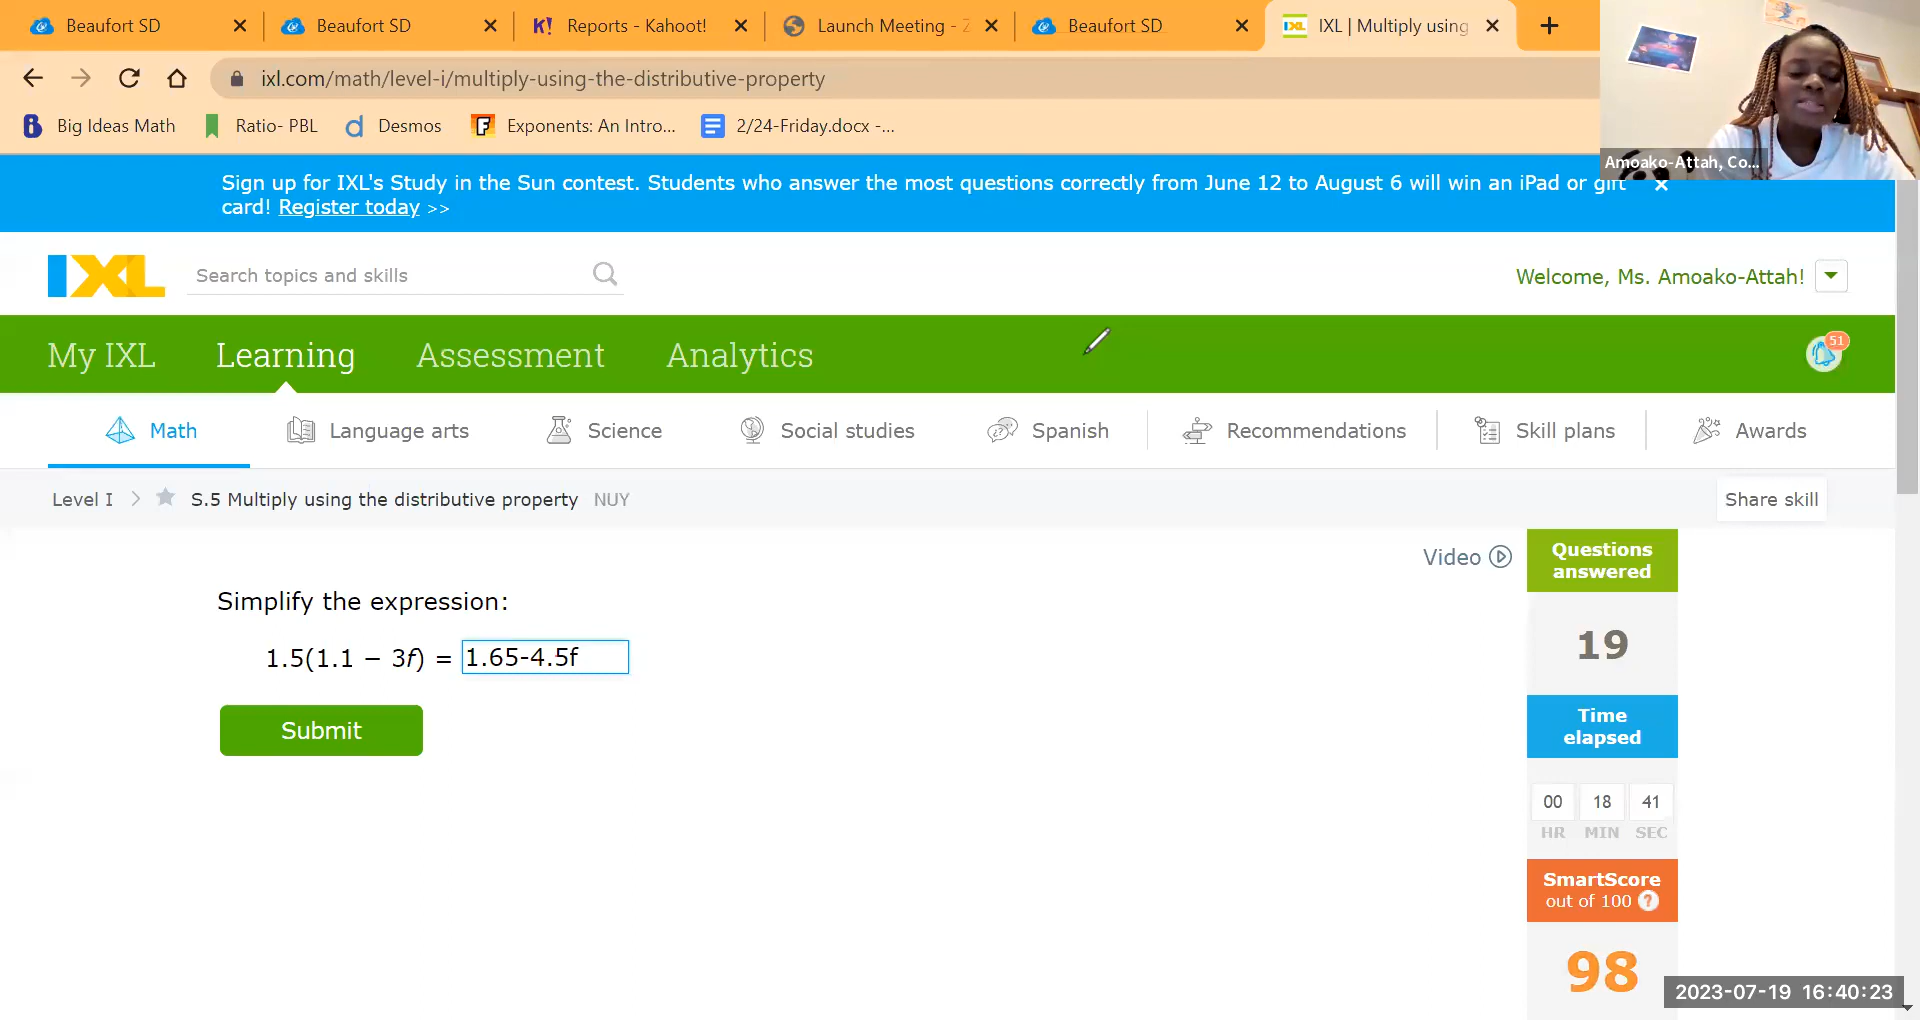 Beaufort SD
Beaufort SD
K! Reports - Kahoot!
Launch Meeting - Z
Beaufort SD
IXL IXL | Multiply using
ixl.com/math/level-i/multiply-using-the-distributive-property
Big Ideas Math
Ratio- PBL
d Desmos
F Exponents: An Intro...
2/24-Friday.docx -...
Amoako-Attah, Co...
Sign up for IXL's Study in the Sun contest. Students who answer the most questions correctly from June 12 to August 6 will win an iPad or gift
card! Register today >>
IXL
Search topics and skills
Welcome, Ms. Amoako-Attah!
My IXL
Learning
Assessment
Analytics
51
Math
Language arts
Science
Social studies
Spanish
Recommendations
Skill plans
Awards
Level I > S.5 Multiply using the distributive property NUY
Share skill
Video
Simplify the expression:
1.5(1.1 − 3f) = 1.65-4.5f
Submit
Questions
answered
19
Time
elapsed
00 18 41
HR MIN SEC
SmartScore
out of 100 ?
98
2023-07-19 16:40:23